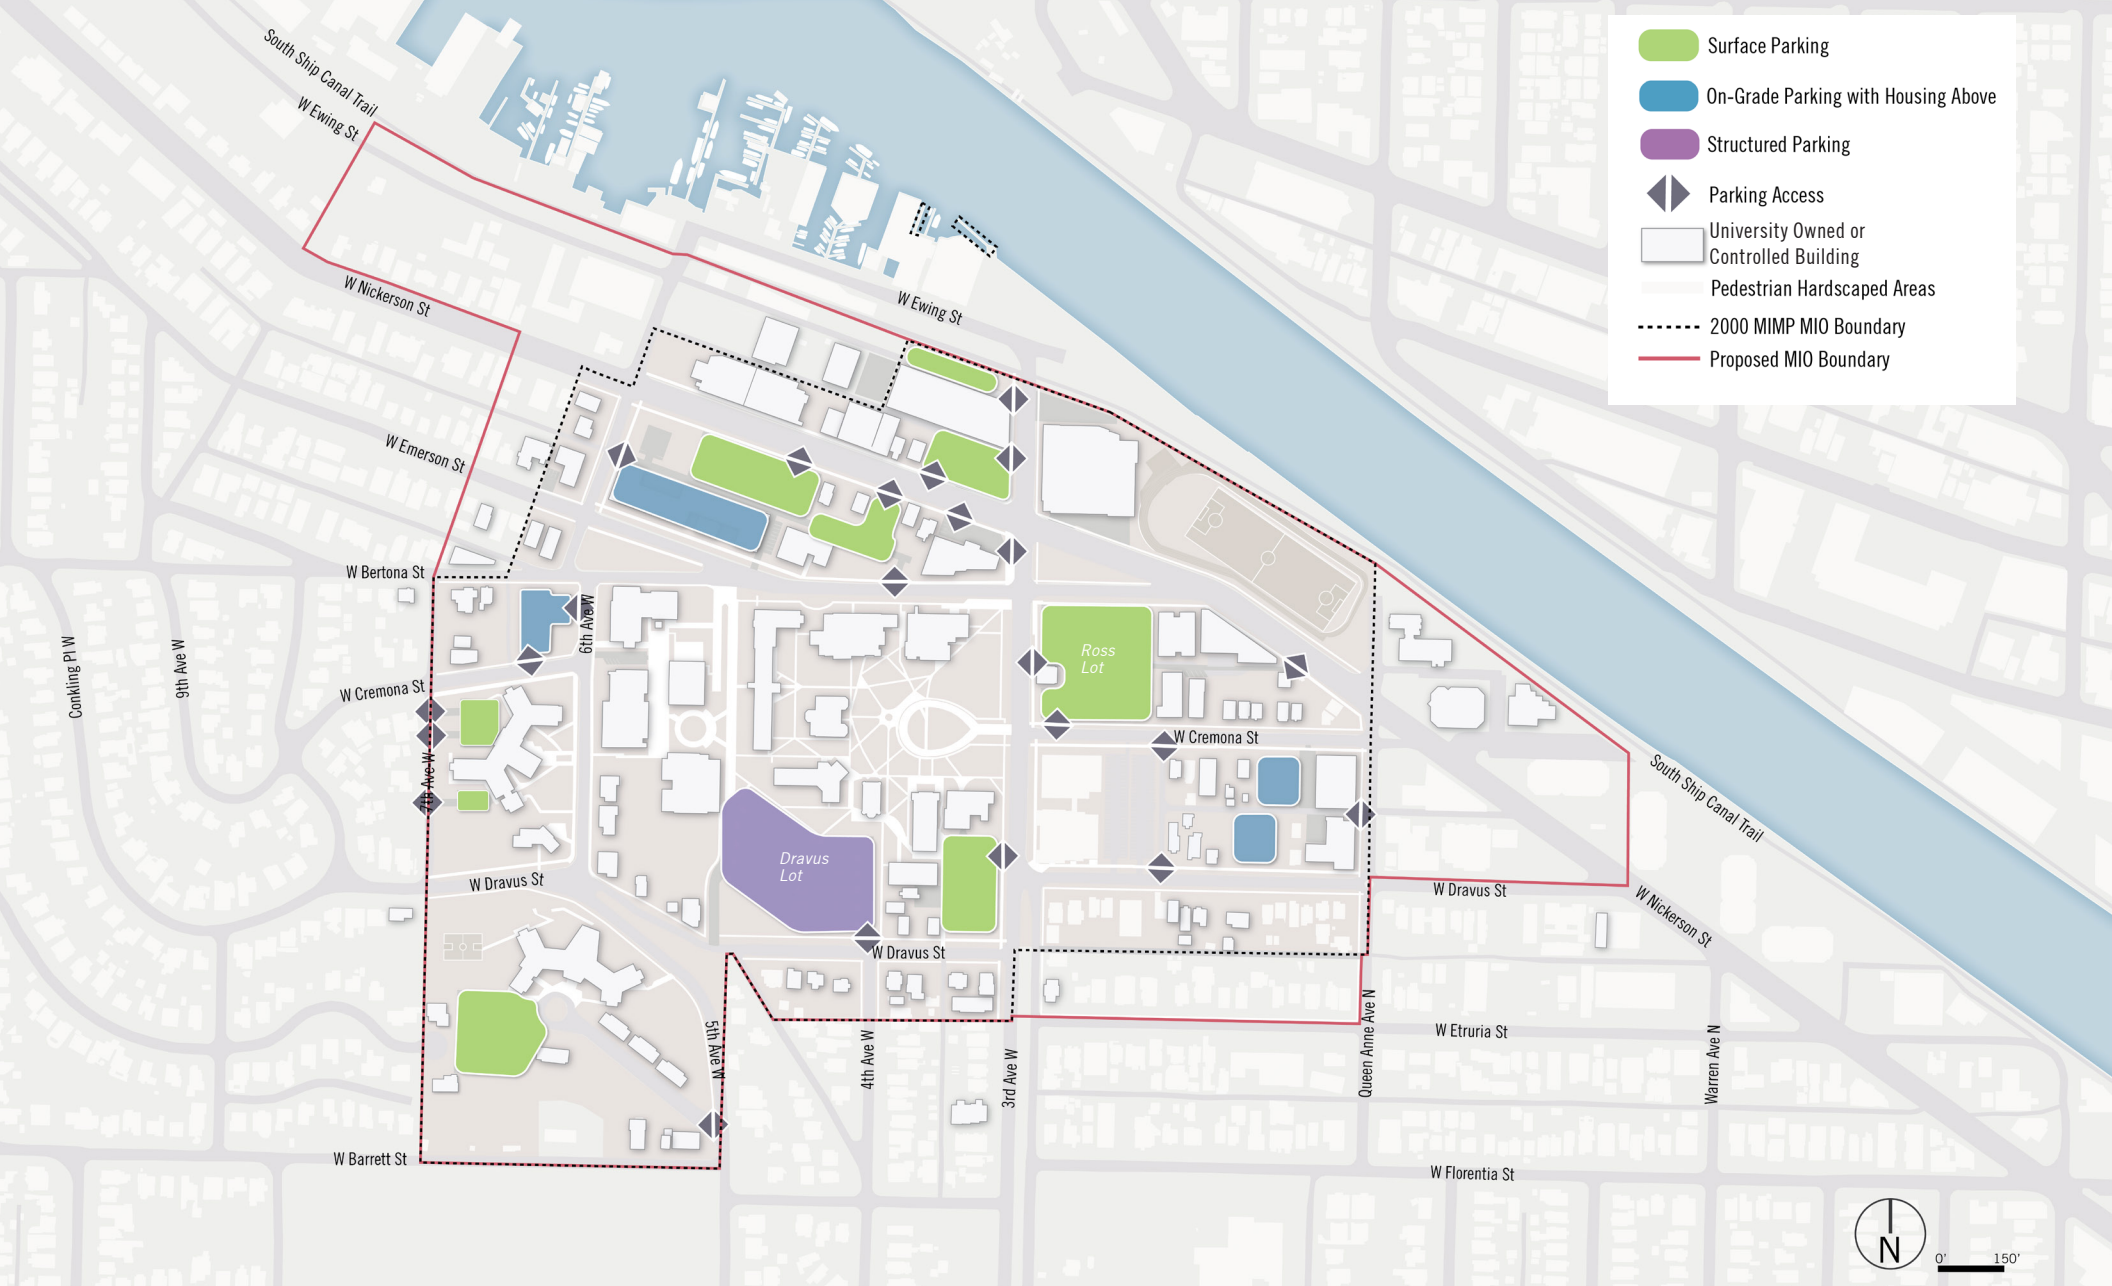 Surface Parking
On-Grade Parking with Housing Above
Structured Parking
Parking Access
University Owned or
Controlled Building
Pedestrian Hardscaped Areas
2000 MIMP MIO Boundary
Proposed MIO Boundary
South Ship Canal Trail
W Ewing St
W Nickerson St
W Ewing St
W Emerson St
W Bertona St
6th Ave W
Conkling Pl W
9th Ave W
W Cremona St
7th Ave W
Ross
Lot
W Cremona St
South Ship Canal Trail
Dravus
Lot
W Dravus St
W Dravus St
W Nickerson St
W Dravus St
5th Ave W
4th Ave W
3rd Ave W
Queen Anne Ave N
W Etruria St
Warren Ave N
W Barrett St
W Florentia St
N
0' 150'